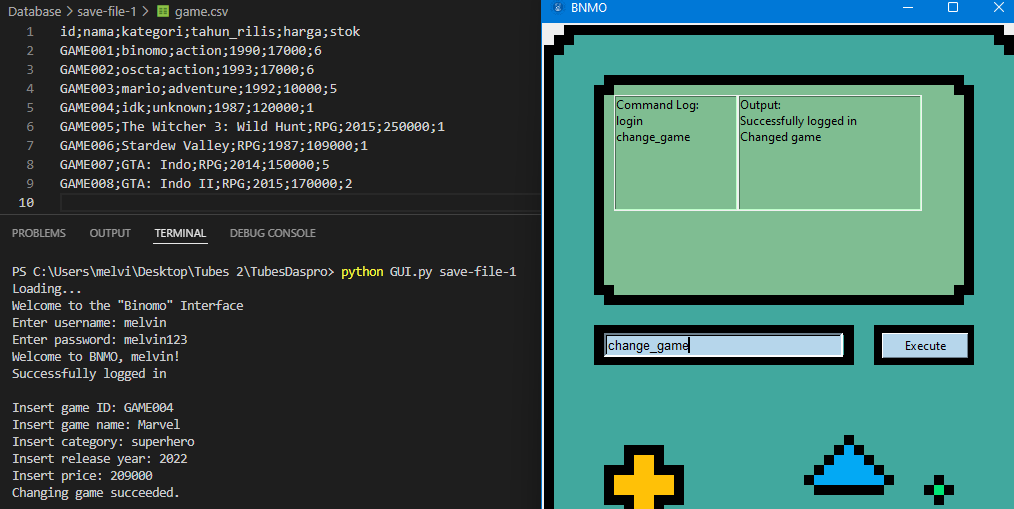 Database > save-file-1 > game.csv
1 id;nama;kategori;tahun_rilis;harga;stok
2 GAME001;binomo;action;1990;17000;6
3 GAME002;oscta;action;1993;17000;6
4 GAME003;mario;adventure;1992;10000;5
5 GAME004;idk;unknown;1987;120000;1
6 GAME005;The Witcher 3: Wild Hunt;RPG;2015;250000;1
7 GAME006;Stardew Valley;RPG;1987;109000;1
8 GAME007;GTA: Indo;RPG;2014;150000;5
9 GAME008;GTA: Indo II;RPG;2015;170000;2
10
PROBLEMS OUTPUT TERMINAL DEBUG CONSOLE
PS C:\Users\melvi\Desktop\Tubes 2\TubesDaspro> python GUI.py save-file-1
Loading...
Welcome to the "Binomo" Interface
Enter username: melvin
Enter password: melvin123
Welcome to BNMO, melvin!
Successfully logged in
Insert game ID: GAME004
Insert game name: Marvel
Insert category: superhero
Insert release year: 2022
Insert price: 209000
Changing game succeeded.
BNMO
Command Log:
login
change_game
Output:
Successfully logged in
Changed game
change_game
Execute